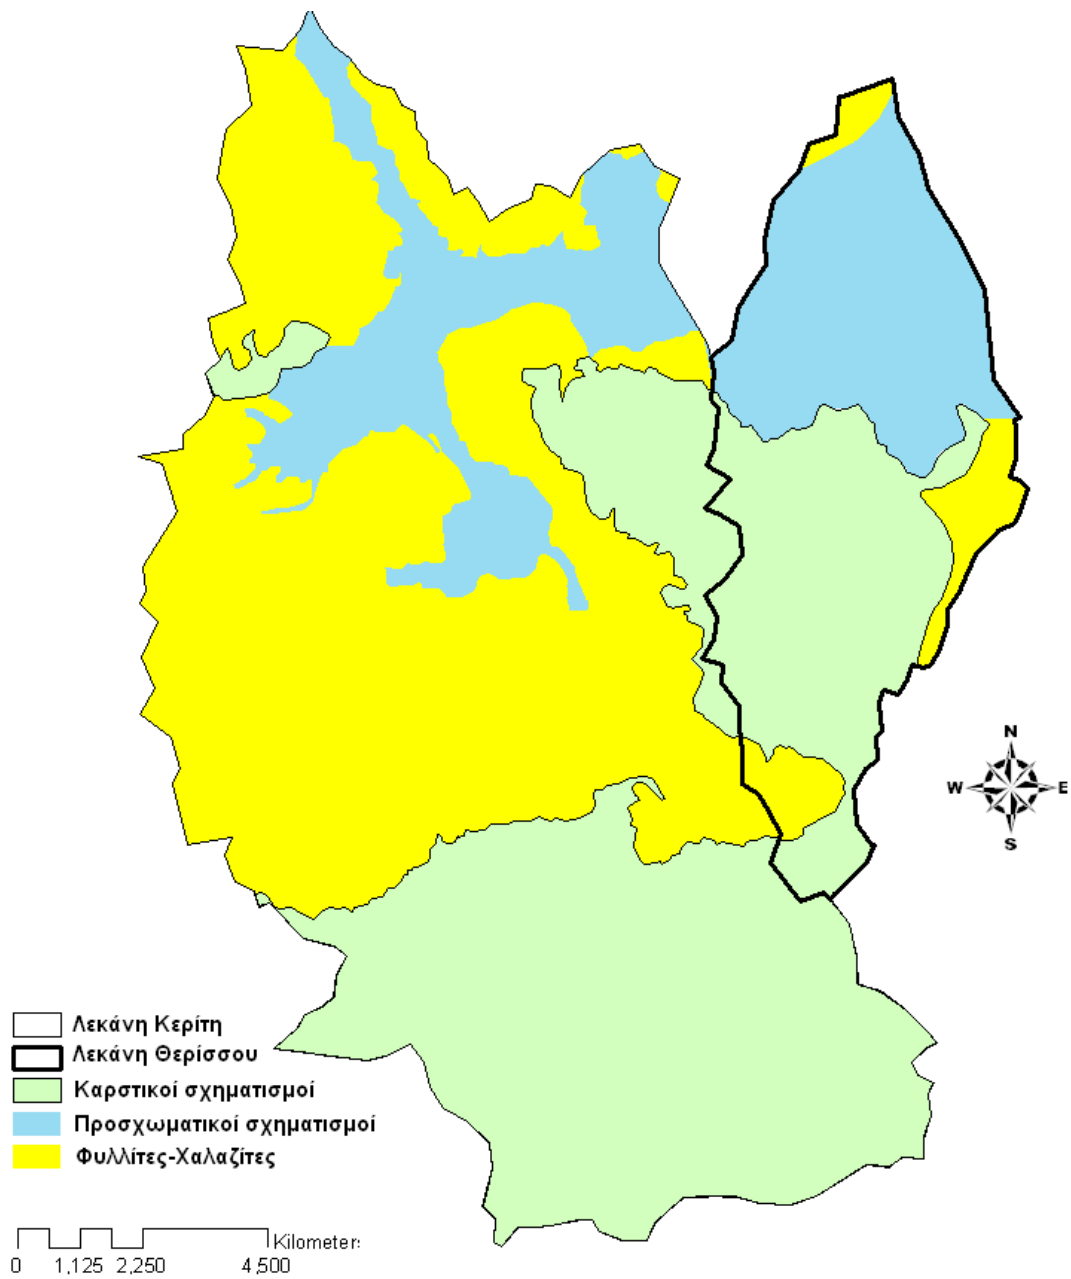 N
W E
S
Λεκάνη Κερίτη
Λεκάνη Θερίσσου
Καρστικοί σχηματισμοί
Προσχωματικοί σχηματισμοί
Φυλλίτες-Χαλαζίτες
Kilometer:
0 1,125 2,250 4,500